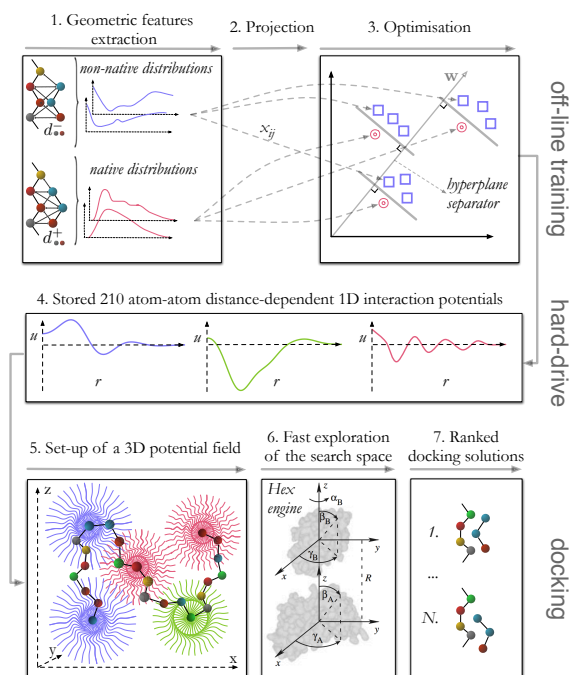 1. Geometric features
extraction
2. Projection
3. Optimisation
non-native distributions
d⁻
native distributions
d⁺
x_ij
w
hyperplane
separator
off-line training
4. Stored 210 atom-atom distance-dependent 1D interaction potentials
u
r
u
r
u
r
hard-drive
5. Set-up of a 3D potential field
6. Fast exploration
of the search space
7. Ranked
docking solutions
z
y
x
Hex
engine
z
α_B
β_B
γ_B
y
x
R
z
β_A
γ_A
y
x
1.
...
N.
docking